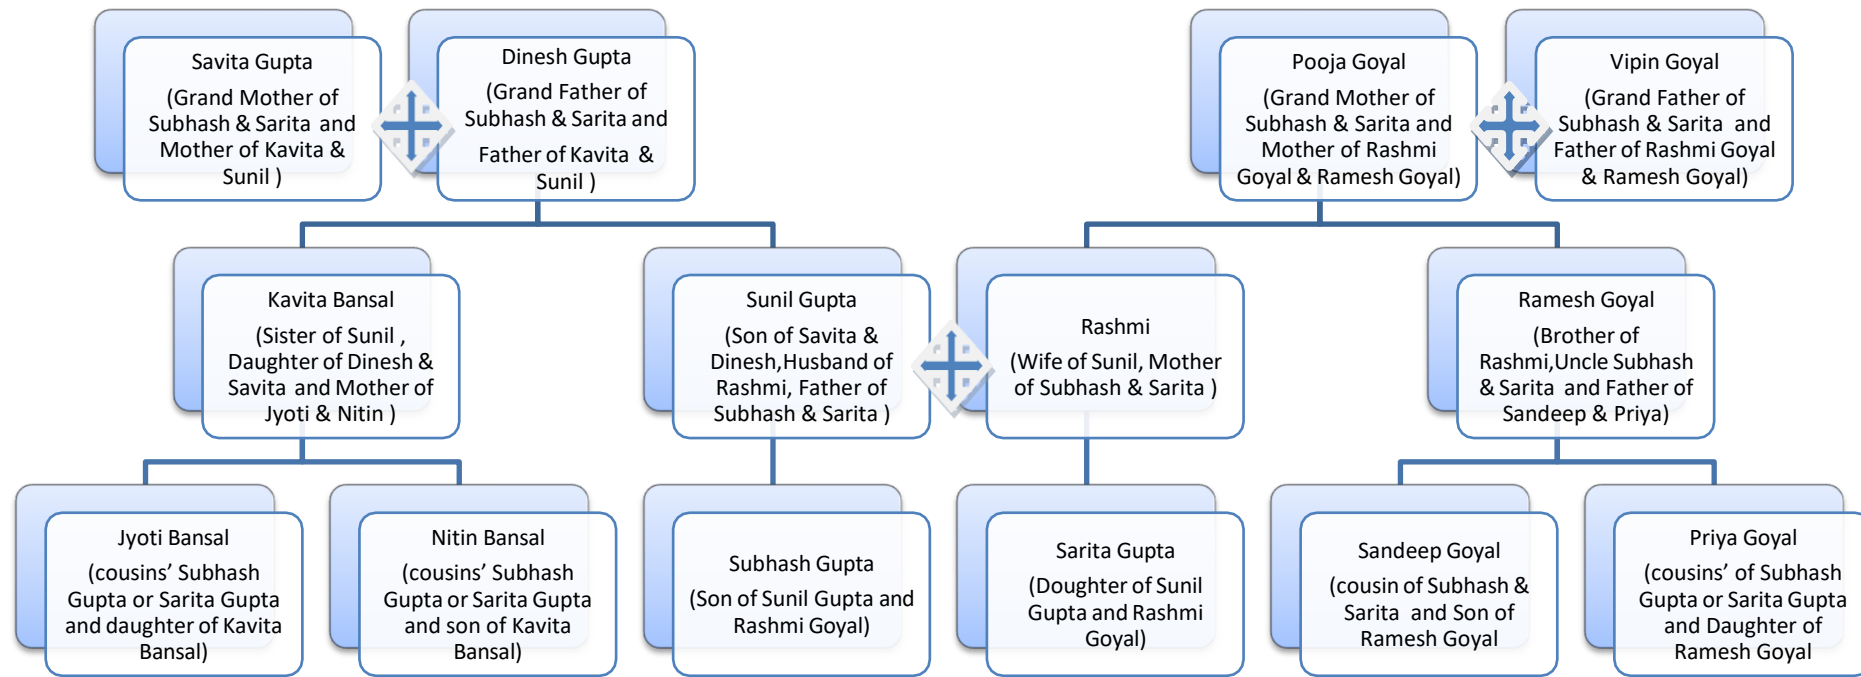 Savita Gupta
(Grand Mother of
Subhash & Sarita and
Mother of Kavita &
Sunil )
Dinesh Gupta
(Grand Father of
Subhash & Sarita and
Father of Kavita &
Sunil )
Pooja Goyal
(Grand Mother of
Subhash & Sarita and
Mother of Rashmi
Goyal & Ramesh Goyal)
Vipin Goyal
(Grand Father of
Subhash & Sarita and
Father of Rashmi Goyal
& Ramesh Goyal)
Kavita Bansal
(Sister of Sunil ,
Daughter of Dinesh &
Savita and Mother of
Jyoti & Nitin )
Sunil Gupta
(Son of Savita &
Dinesh,Husband of
Rashmi, Father of
Subhash & Sarita )
Rashmi
(Wife of Sunil, Mother
of Subhash & Sarita )
Ramesh Goyal
(Brother of
Rashmi,Uncle Subhash
& Sarita and Father of
Sandeep & Priya)
Jyoti Bansal
(cousins’ Subhash
Gupta or Sarita Gupta
and daughter of Kavita
Bansal)
Nitin Bansal
(cousins’ Subhash
Gupta or Sarita Gupta
and son of Kavita
Bansal)
Subhash Gupta
(Son of Sunil Gupta and
Rashmi Goyal)
Sarita Gupta
(Doughter of Sunil
Gupta and Rashmi
Goyal)
Sandeep Goyal
(cousin of Subhash &
Sarita and Son of
Ramesh Goyal
Priya Goyal
(cousins’ of Subhash
Gupta or Sarita Gupta
and Daughter of
Ramesh Goyal